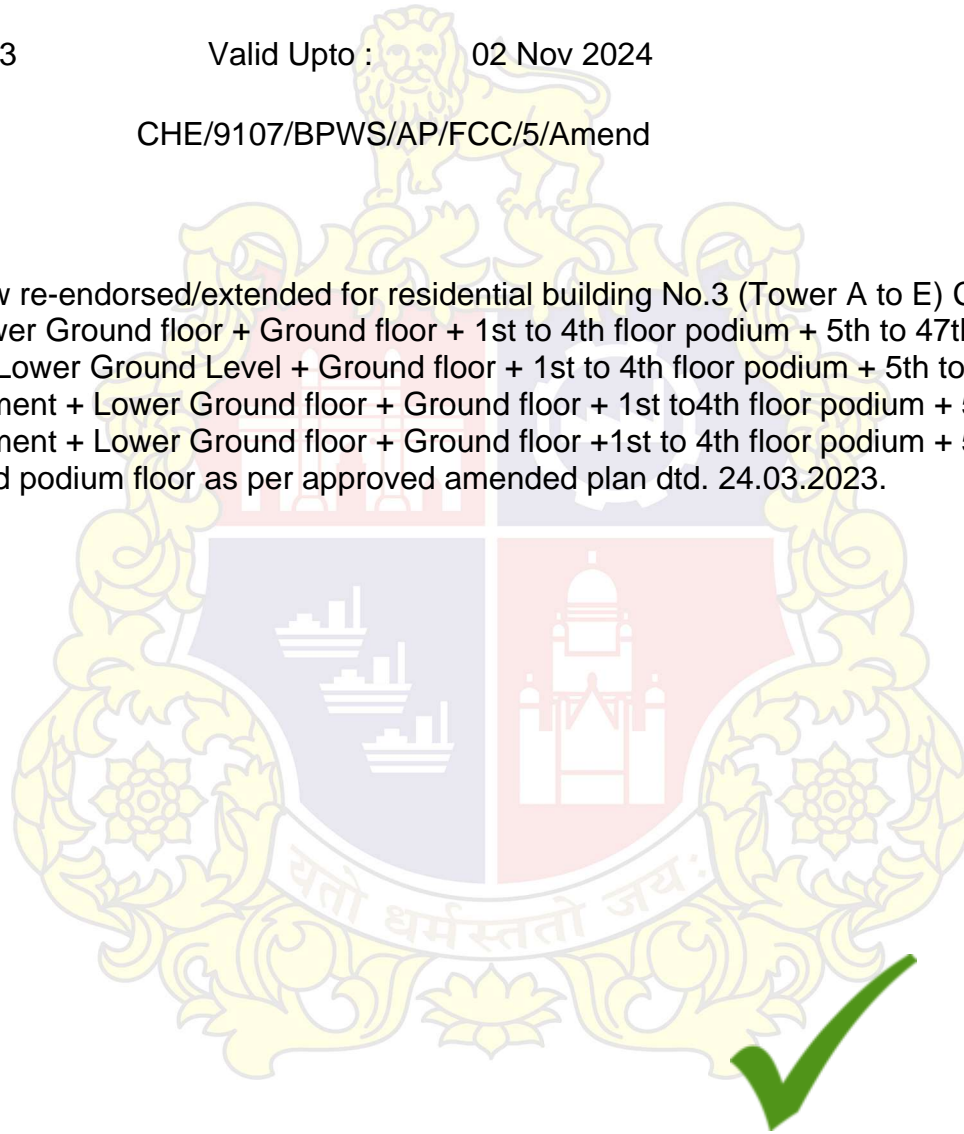 3 Valid Upto : 02 Nov 2024
CHE/9107/BPWS/AP/FCC/5/Amend
w re-endorsed/extended for residential building No.3 (Tower A to E) C
wer Ground floor + Ground floor + 1st to 4th floor podium + 5th to 47th
Lower Ground Level + Ground floor + 1st to 4th floor podium + 5th to
ment + Lower Ground floor + Ground floor + 1st to4th floor podium + 5
ment + Lower Ground floor + Ground floor +1st to 4th floor podium + 5
d podium floor as per approved amended plan dtd. 24.03.2023.
यतो धर्मस्ततो जय: